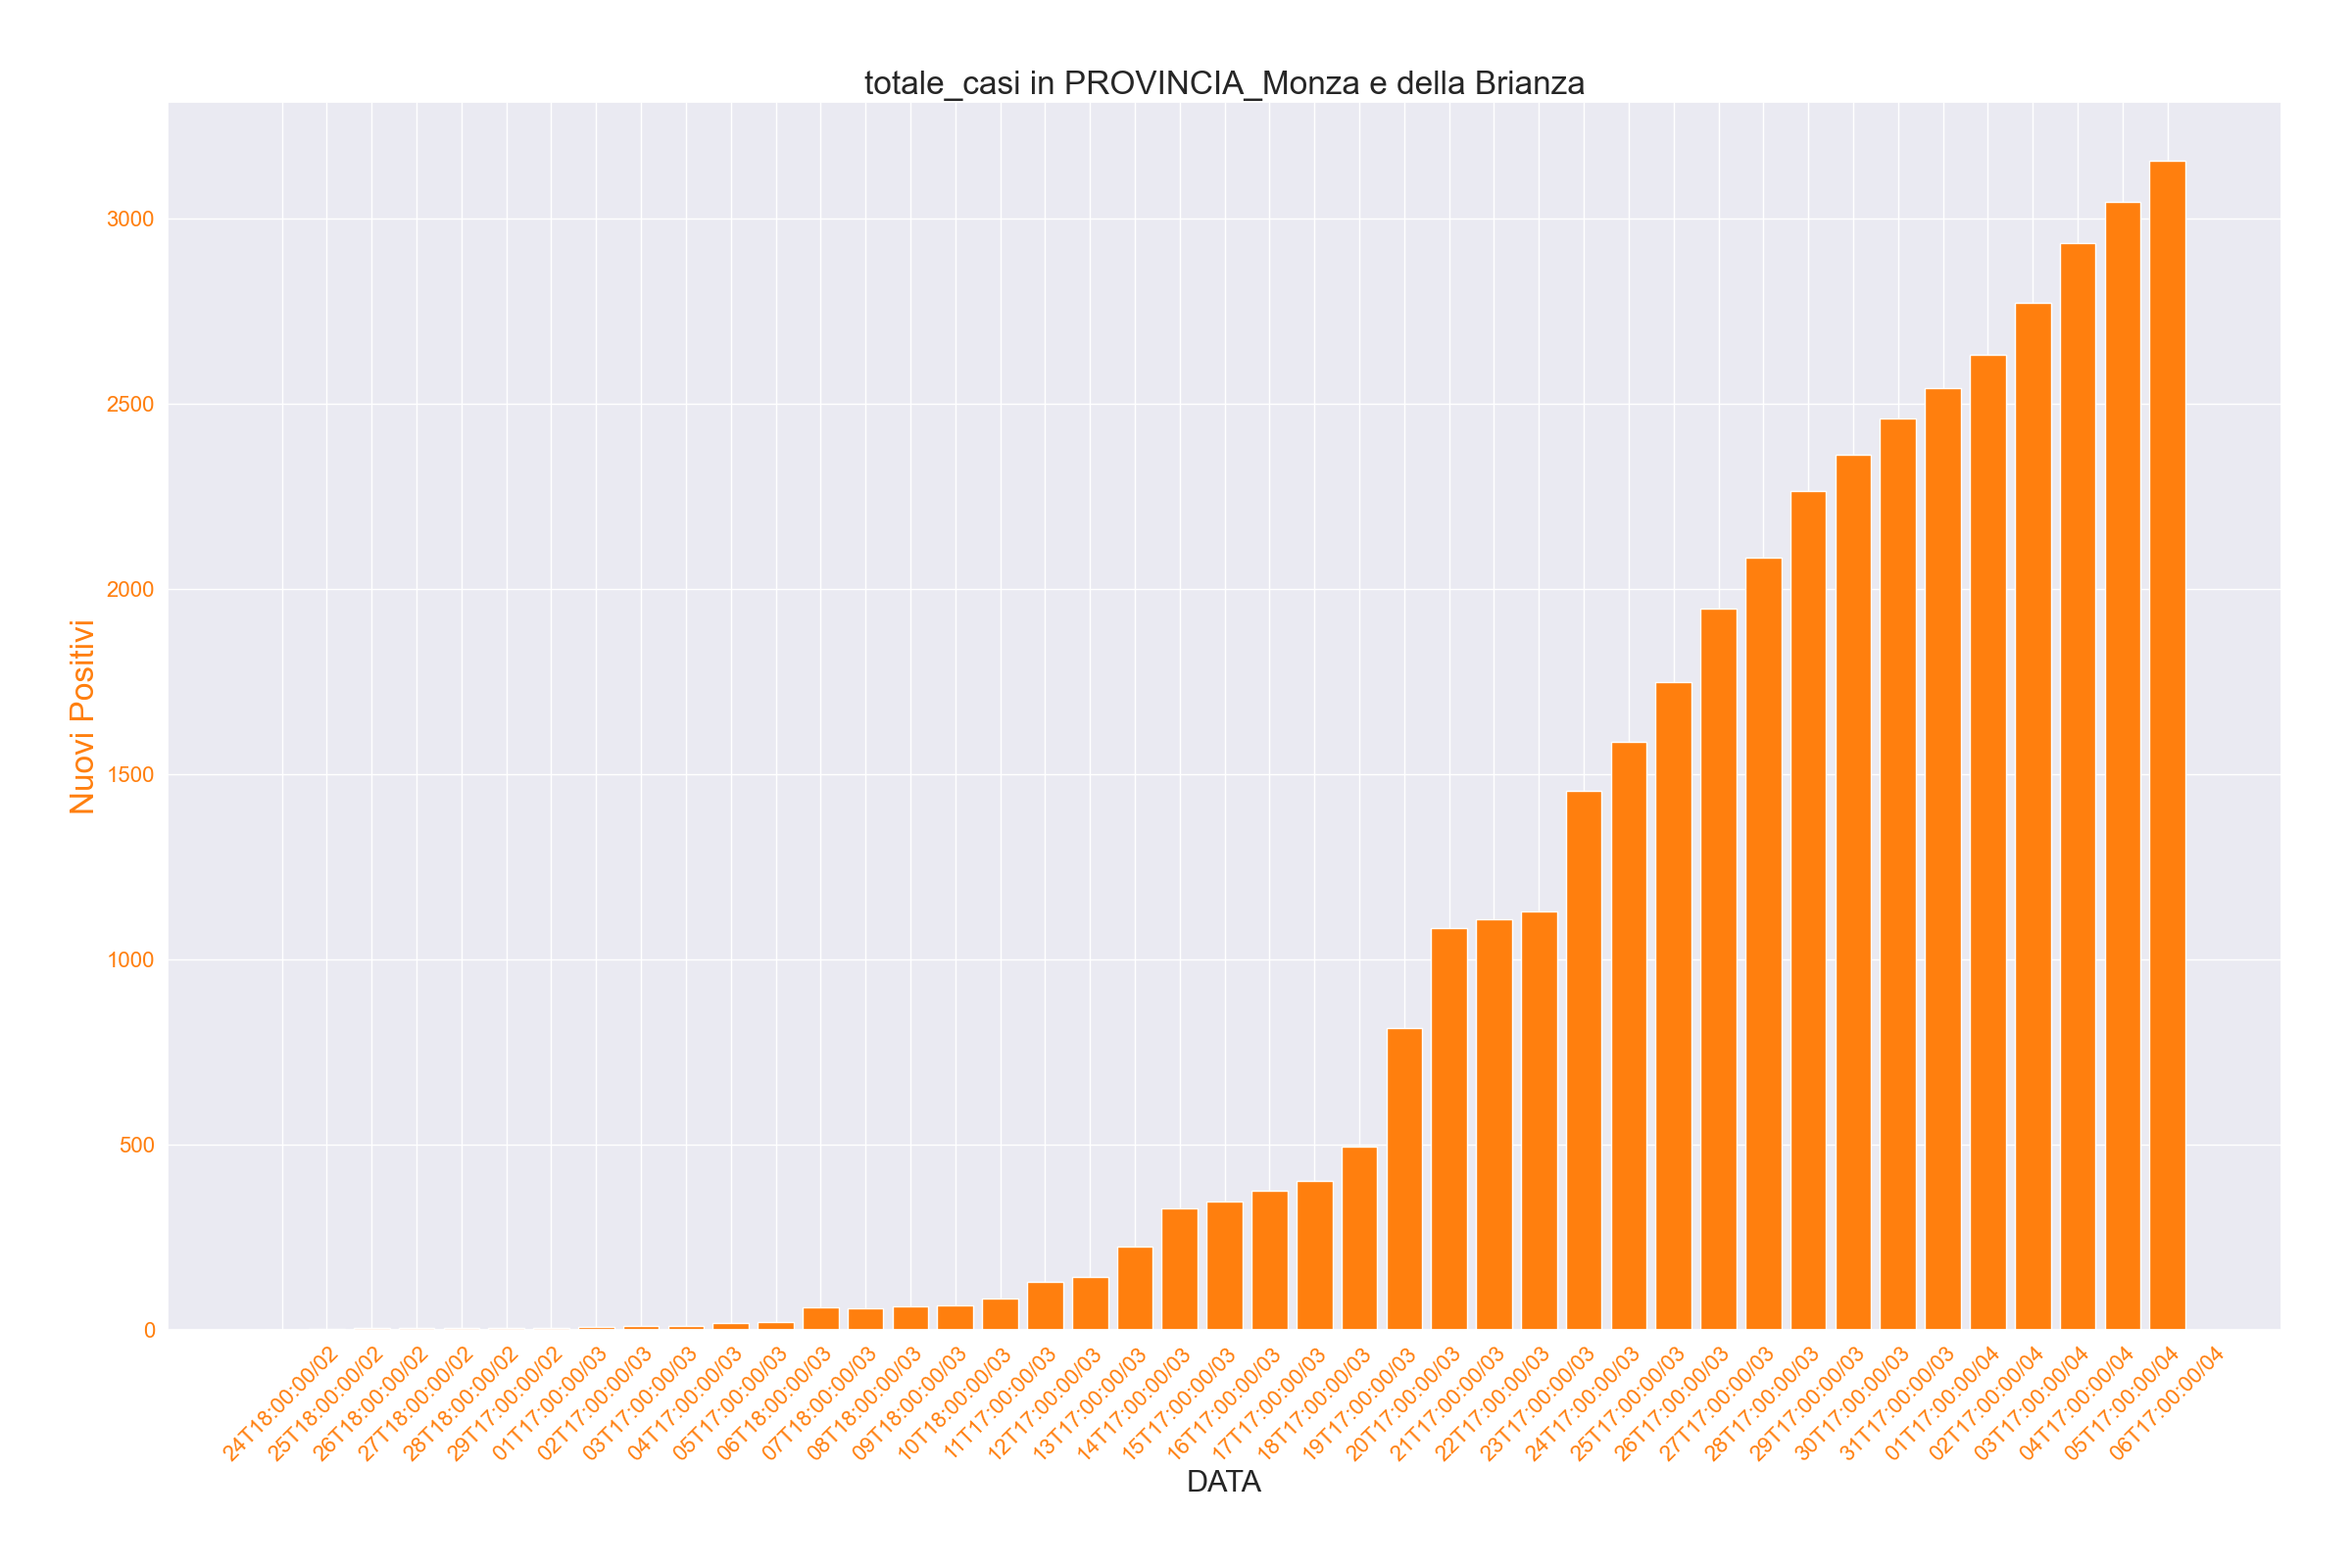 totale_casi in PROVINCIA_Monza e della Brianza
Nuovi Positivi
3000
2500
2000
1500
1000
500
0
24T18:00:00/02
25T18:00:00/02
26T18:00:00/02
27T18:00:00/02
28T18:00:00/02
29T17:00:00/02
01T17:00:00/03
02T17:00:00/03
03T17:00:00/03
04T17:00:00/03
05T17:00:00/03
06T18:00:00/03
07T18:00:00/03
08T18:00:00/03
09T18:00:00/03
10T18:00:00/03
11T17:00:00/03
12T17:00:00/03
13T17:00:00/03
14T17:00:00/03
15T17:00:00/03
16T17:00:00/03
17T17:00:00/03
18T17:00:00/03
19T17:00:00/03
20T17:00:00/03
21T17:00:00/03
22T17:00:00/03
23T17:00:00/03
24T17:00:00/03
25T17:00:00/03
26T17:00:00/03
27T17:00:00/03
28T17:00:00/03
29T17:00:00/03
30T17:00:00/03
31T17:00:00/03
01T17:00:00/04
02T17:00:00/04
03T17:00:00/04
04T17:00:00/04
05T17:00:00/04
06T17:00:00/04
DATA